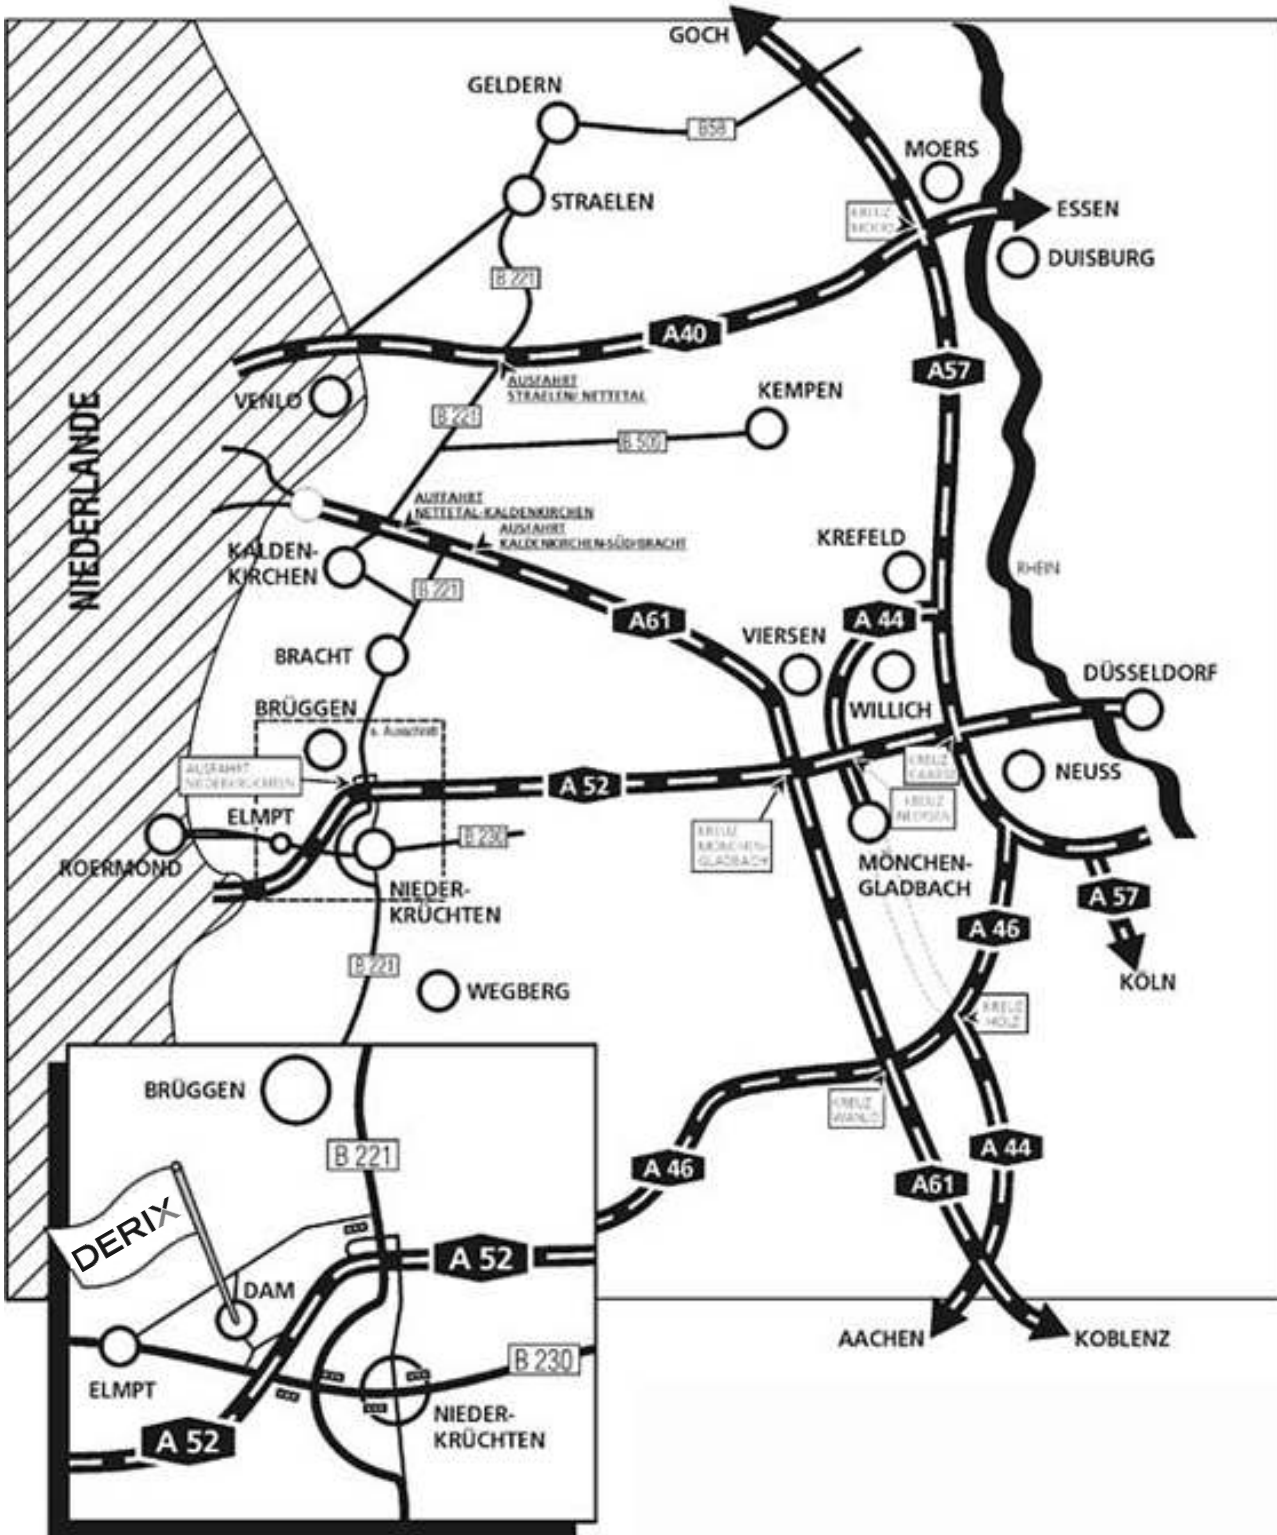 GOCH
GELDERN
B58
MOERS
STRAELEN
ESSEN
KREUZ
MOERS
DUISBURG
B 221
A40
A57
AUSFAHRT
STRAELEN/ NETTETAL
KEMPEN
VENLO
B 221
B 509
NIEDERLANDE
AUFFAHRT
NETTETAL-KALDENKIRCHEN
AUSFAHRT
KALDENKIRCHEN-SÜD/BRACHT
KREFELD
KALDEN-
KIRCHEN
RHEIN
B 221
A61
A 44
VIERSEN
BRACHT
DÜSSELDORF
BRÜGGEN
WILLICH
s. Ausschnitt
AUSFAHRT
NIEDERKRÜCHTEN
KREUZ
KAARST
NEUSS
A 52
ELMPT
KREUZ
NEERSEN
B 230
KREUZ
MÖNCHEN-
GLADBACH
ROERMOND
MÖNCHEN-
GLADBACH
NIEDER-
KRÜCHTEN
A 57
A 46
B 221
KÖLN
WEGBERG
KREUZ
HOLZ
BRÜGGEN
KREUZ
WANLO
B 221
A 44
A 46
A61
DERIX
A 52
DAM
AACHEN
KOBLENZ
B 230
ELMPT
NIEDER-
KRÜCHTEN
A 52